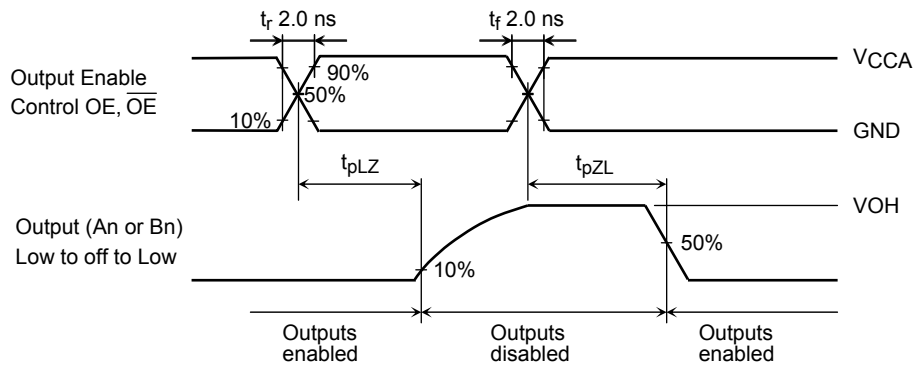 tr 2.0 ns
tf 2.0 ns
Output Enable
Control OE, OE
90%
50%
10%
VCCA
GND
tpLZ
tpZL
Output (An or Bn)
Low to off to Low
VOH
50%
10%
Outputs
enabled
Outputs
disabled
Outputs
enabled